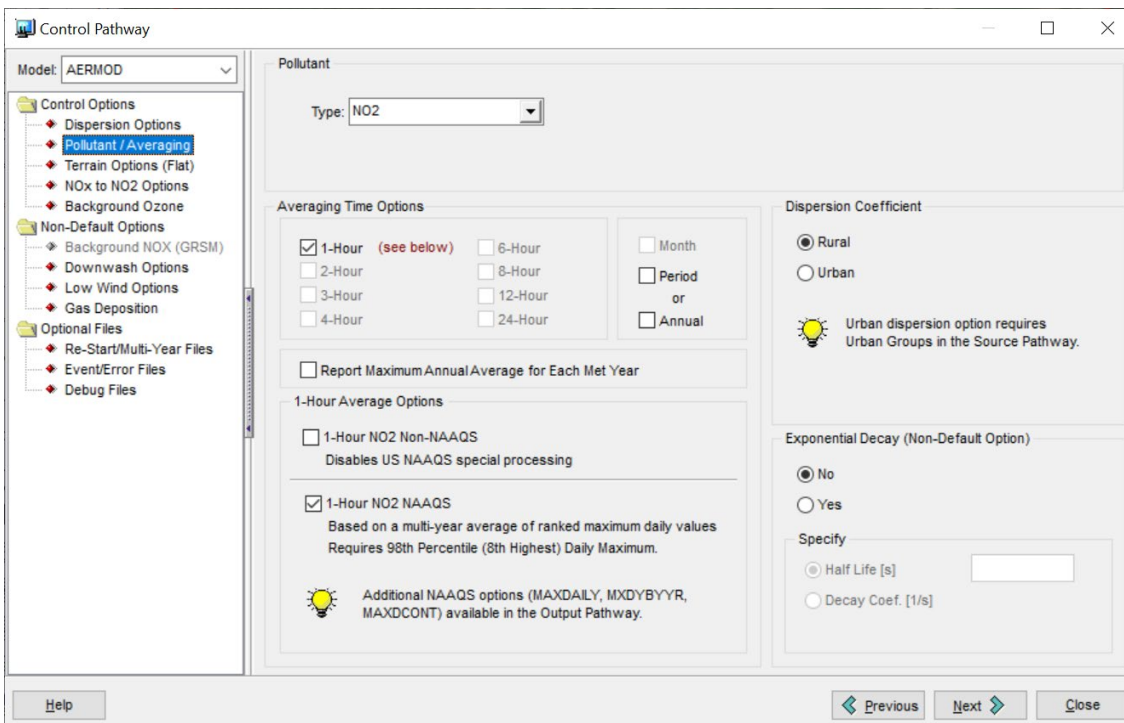 Control Pathway
Model: AERMOD
Control Options
Dispersion Options
Pollutant / Averaging
Terrain Options (Flat)
NOx to NO2 Options
Background Ozone
Non-Default Options
Background NOX (GRSM)
Downwash Options
Low Wind Options
Gas Deposition
Optional Files
Re-Start/Multi-Year Files
Event/Error Files
Debug Files
Pollutant
Type: NO2
Averaging Time Options
1-Hour (see below)
2-Hour
3-Hour
4-Hour
6-Hour
8-Hour
12-Hour
24-Hour
Month
Period
or
Annual
Report Maximum Annual Average for Each Met Year
1-Hour Average Options
1-Hour NO2 Non-NAAQS
Disables US NAAQS special processing
1-Hour NO2 NAAQS
Based on a multi-year average of ranked maximum daily values
Requires 98th Percentile (8th Highest) Daily Maximum.
Additional NAAQS options (MAXDAILY, MXDYBYYR,
MAXDCONT) available in the Output Pathway.
Dispersion Coefficient
Rural
Urban
Urban dispersion option requires
Urban Groups in the Source Pathway.
Exponential Decay (Non-Default Option)
No
Yes
Specify
Half Life [s]
Decay Coef. [1/s]
Help
Previous
Next
Close